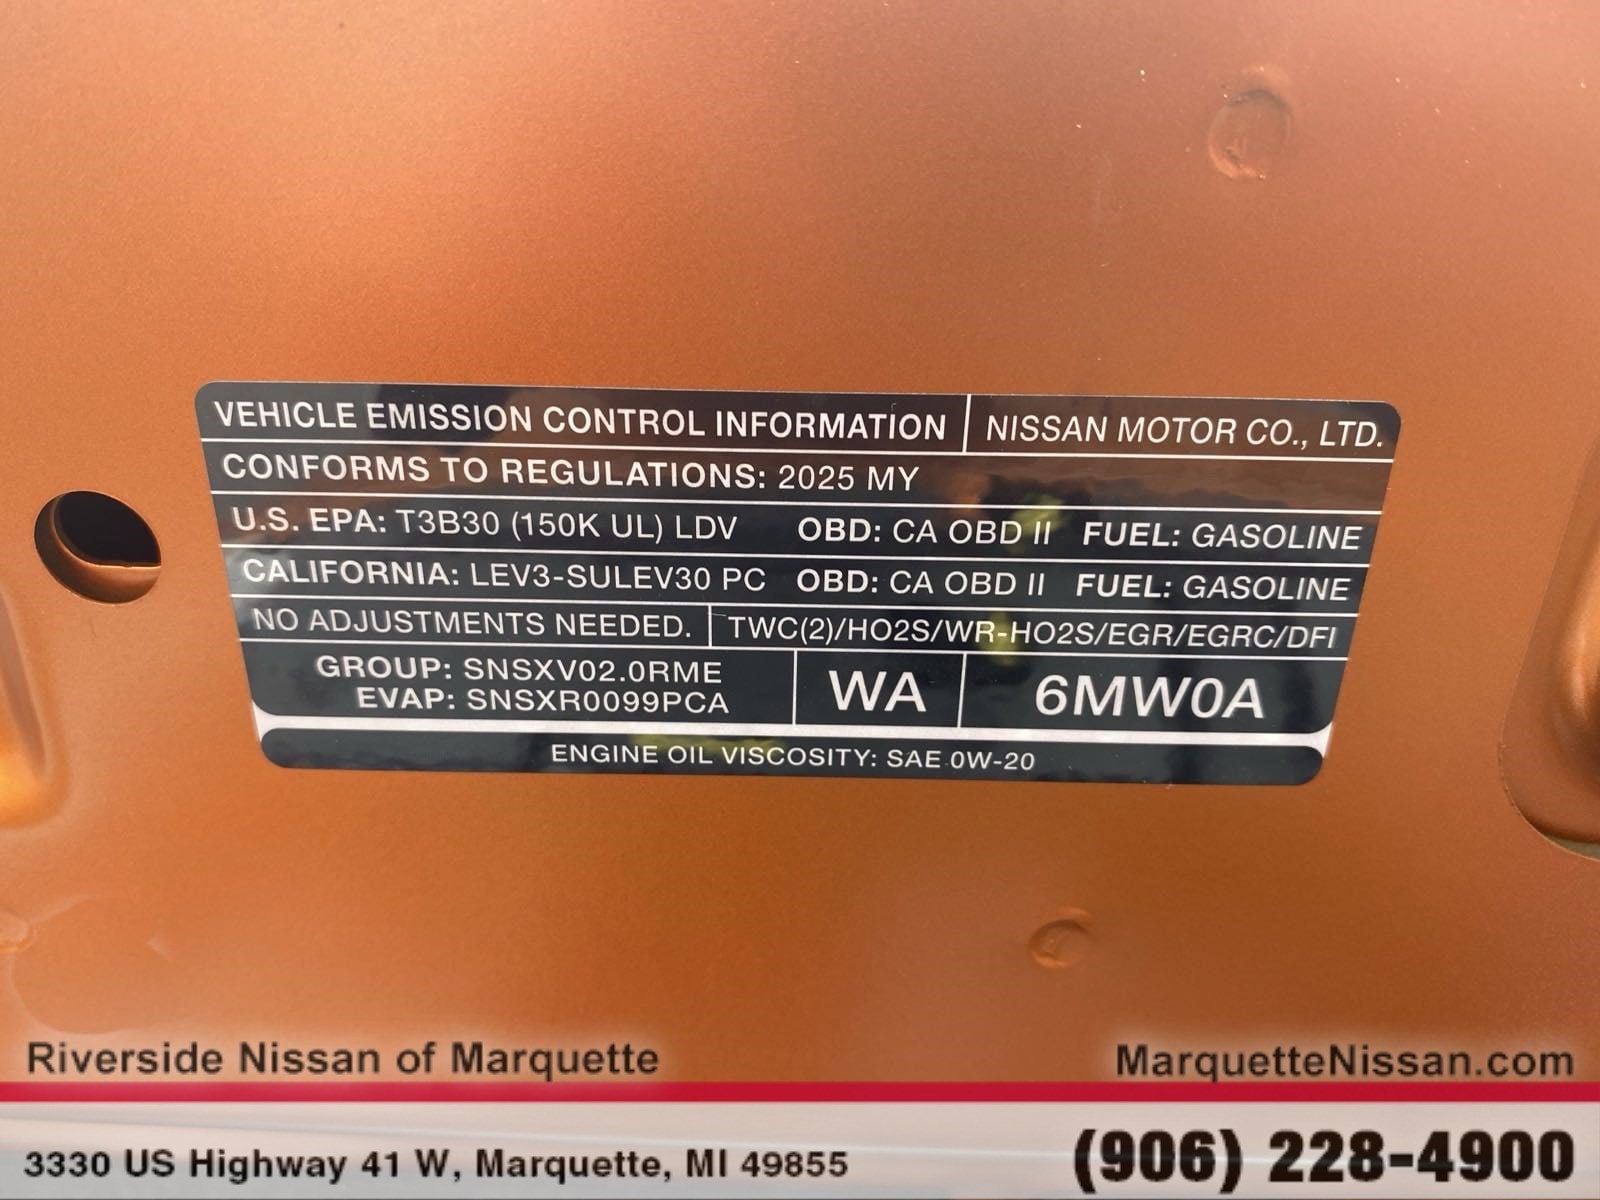 VEHICLE EMISSION CONTROL INFORMATION NISSAN MOTOR CO., LTD.
CONFORMS TO REGULATIONS: 2025 MY
U.S. EPA: T3B30 (150K UL) LDV OBD: CA OBD II FUEL: GASOLINE
CALIFORNIA: LEV3-SULEV30 PC OBD: CA OBD II FUEL: GASOLINE
NO ADJUSTMENTS NEEDED. TWC(2)/HO2S/WR-HO2S/EGR/EGRC/DFI
GROUP: SNSXV02.0RME
EVAP: SNSXR0099PCA
WA 6MW0A
ENGINE OIL VISCOSITY: SAE 0W-20
Riverside Nissan of Marquette MarquetteNissan.com
3330 US Highway 41 W, Marquette, MI 49855 (906) 228-4900